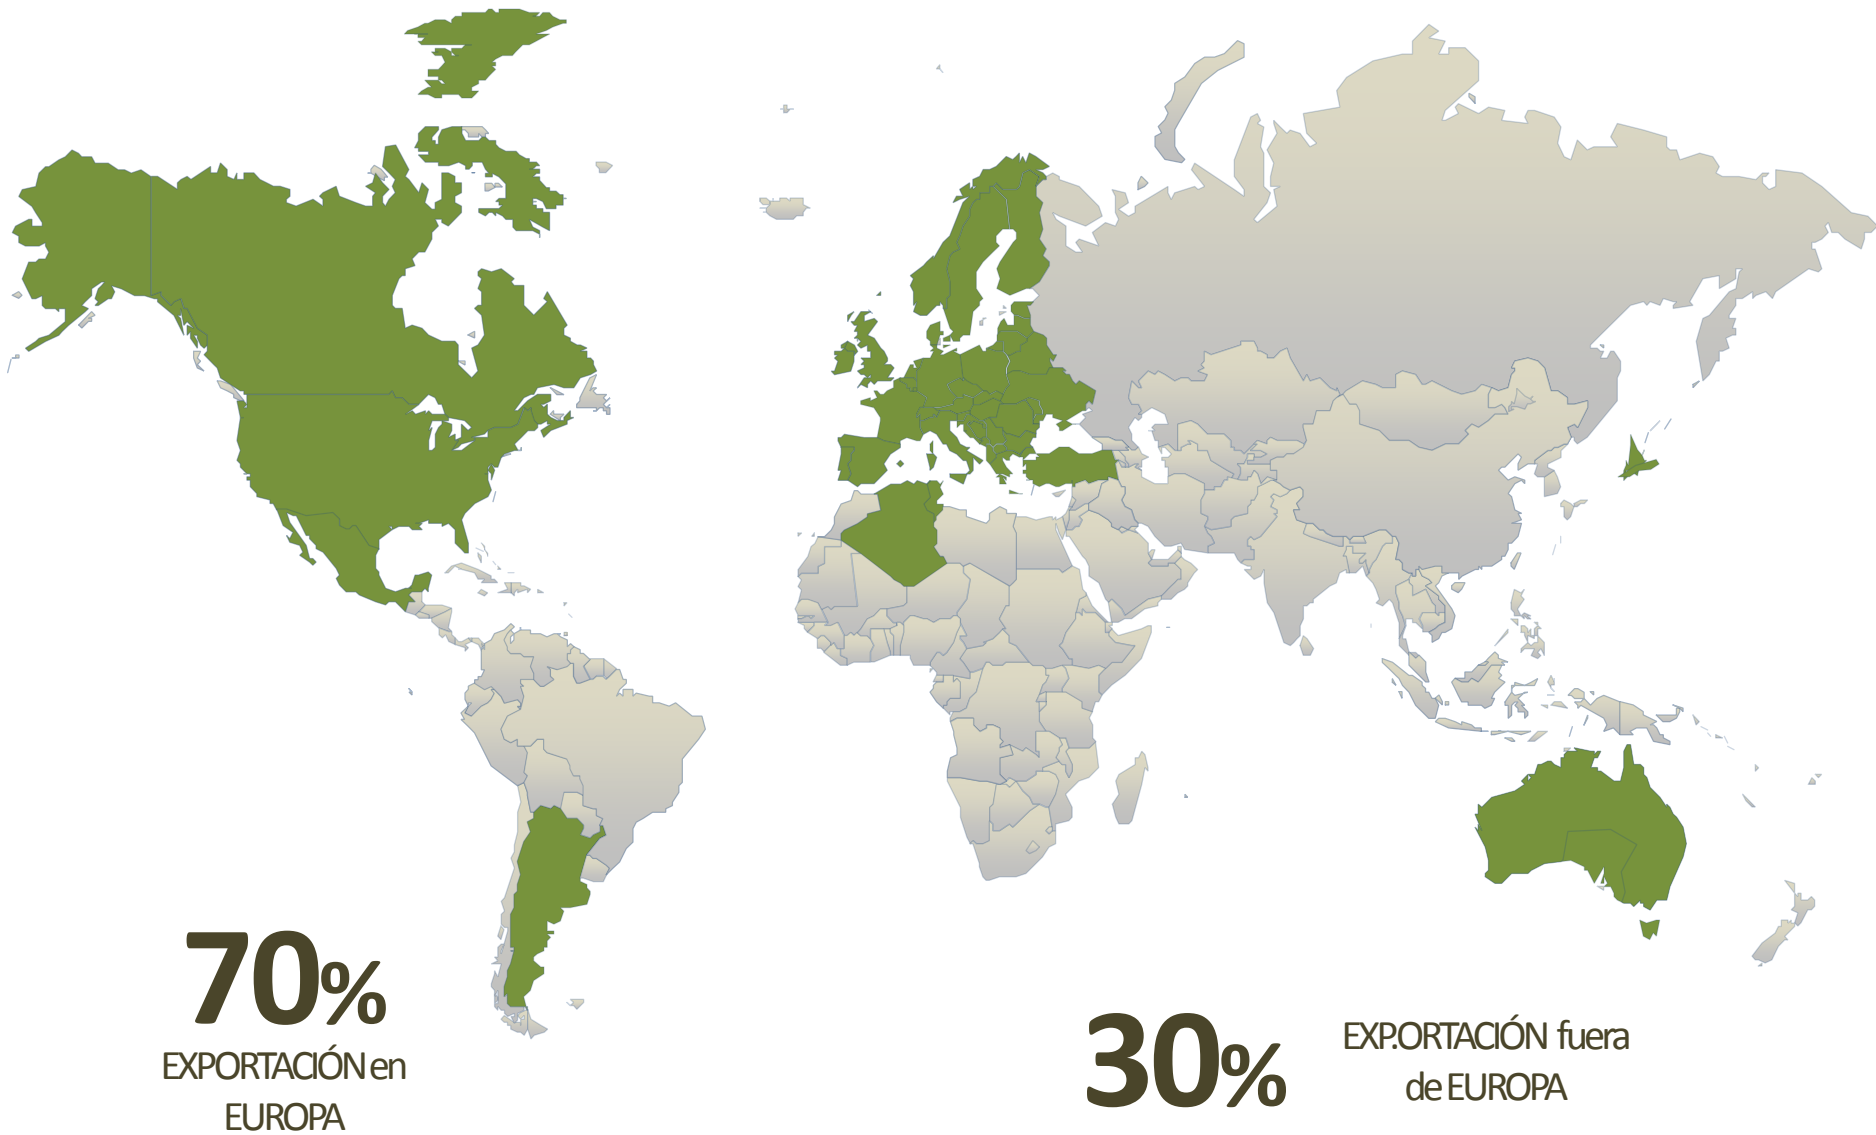 70%
EXPORTACIÓN en
EUROPA
30%
EXP.ORTACIÓN fuera
de EUROPA